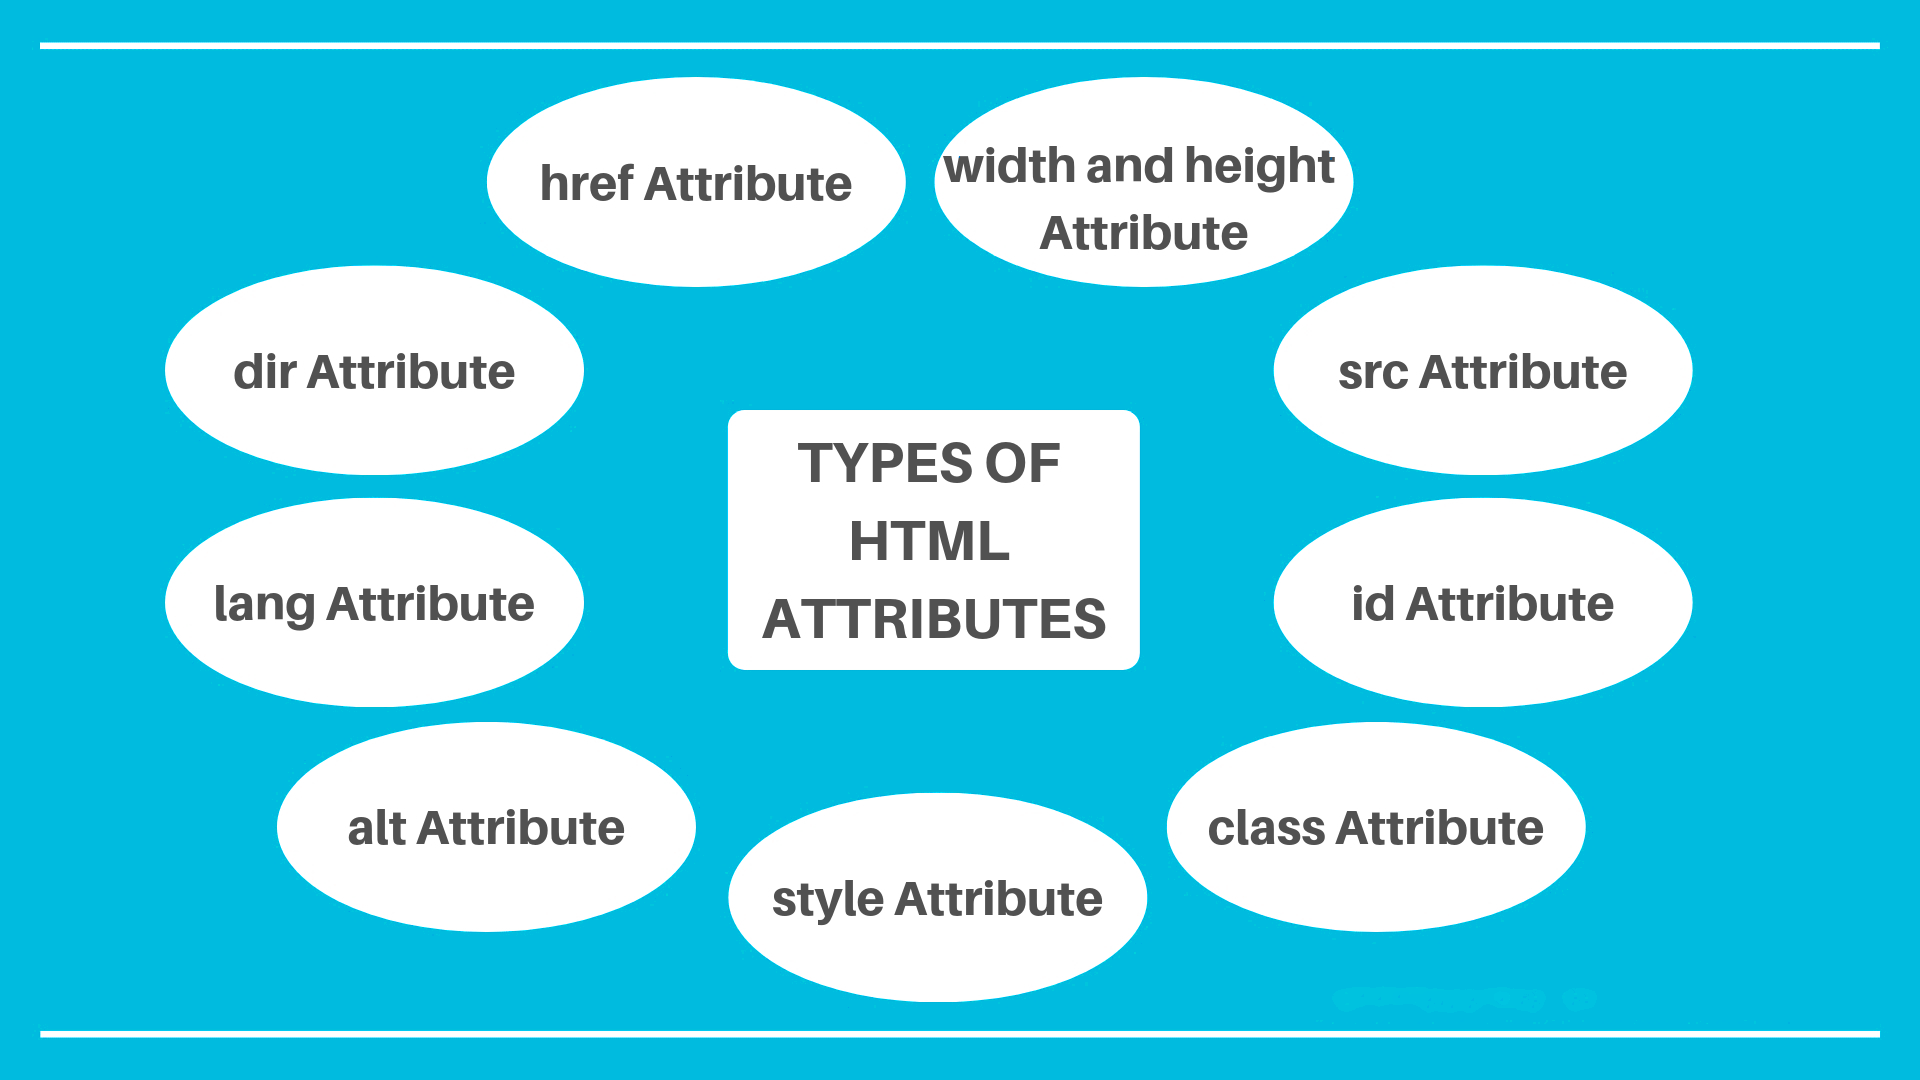 href Attribute
width and height
Attribute
dir Attribute
src Attribute
TYPES OF
HTML
ATTRIBUTES
lang Attribute
id Attribute
alt Attribute
class Attribute
style Attribute